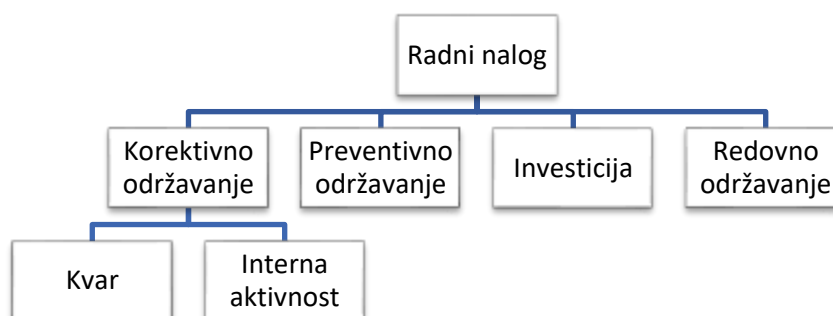 Radni nalog
Korektivno
održavanje
Preventivno
održavanje
Investicija
Redovno
održavanje
Kvar
Interna
aktivnost